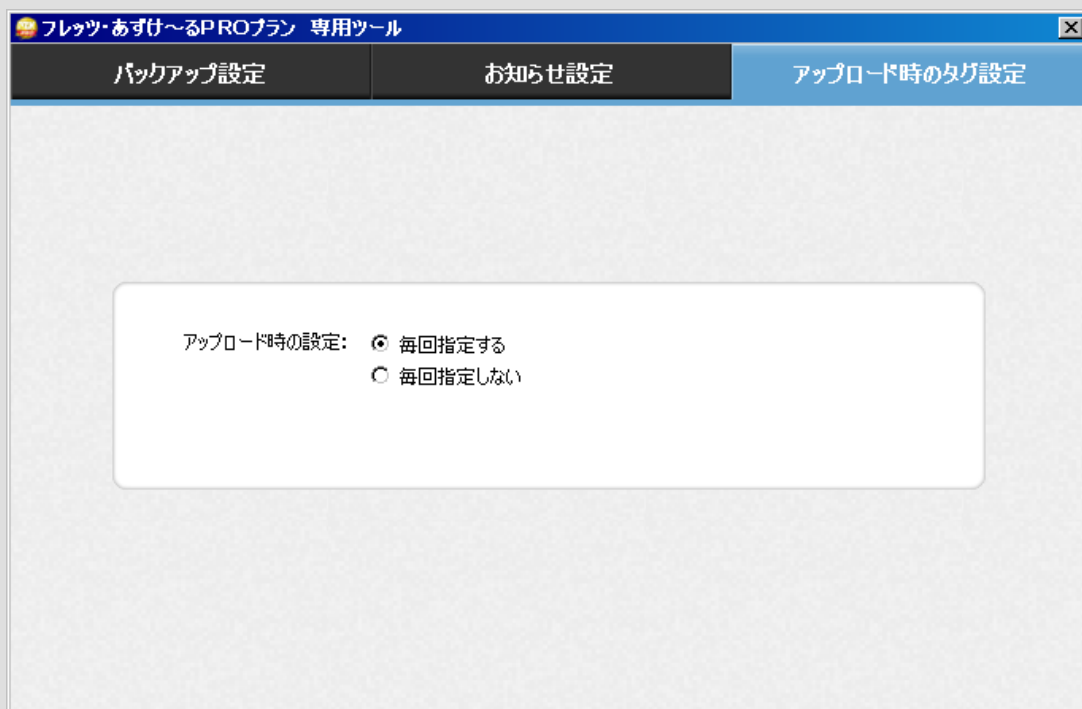 フレッツ・あずけ~るPROプラン 専用ツール
バックアップ設定
お知らせ設定
アップロード時のタグ設定
アップロード時の設定: 毎回指定する
毎回指定しない